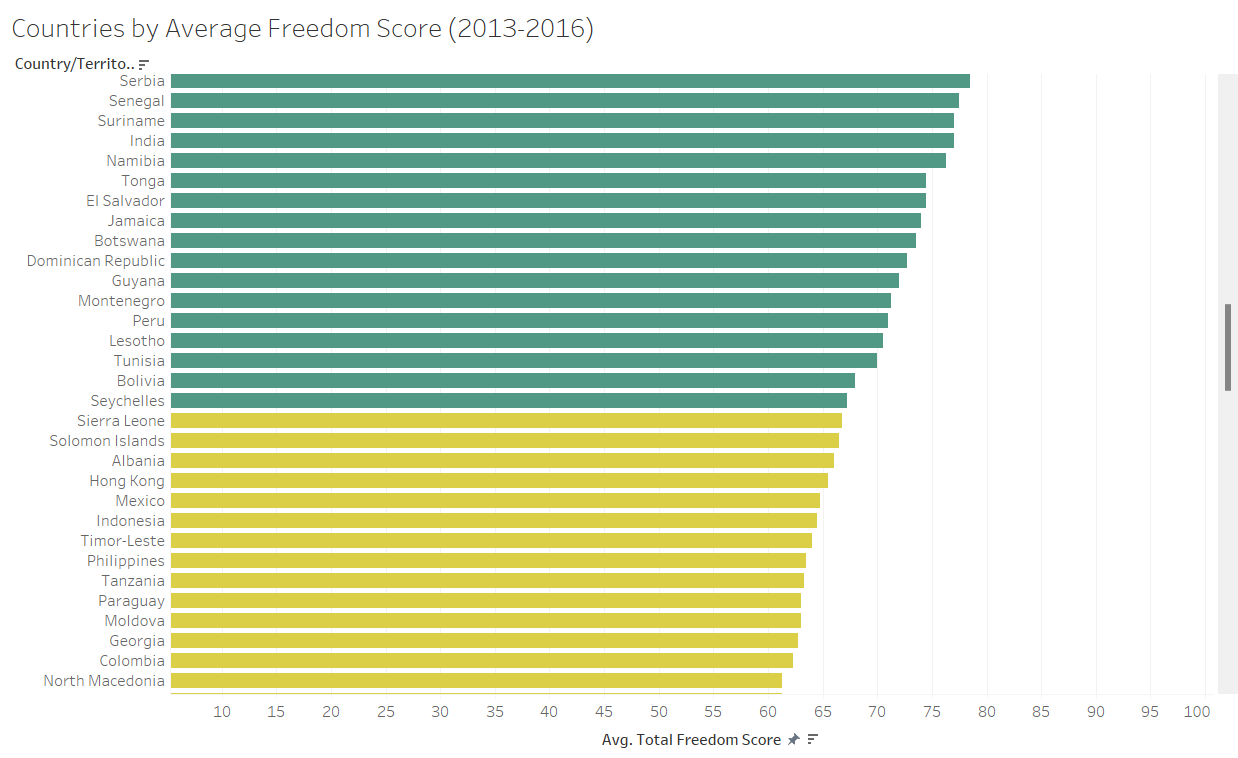 Countries by Average Freedom Score (2013-2016)
Country/Territo..
Serbia
Senegal
Suriname
India
Namibia
Tonga
El Salvador
Jamaica
Botswana
Dominican Republic
Guyana
Montenegro
Peru
Lesotho
Tunisia
Bolivia
Seychelles
Sierra Leone
Solomon Islands
Albania
Hong Kong
Mexico
Indonesia
Timor-Leste
Philippines
Tanzania
Paraguay
Moldova
Georgia
Colombia
North Macedonia
10 15 20 25 30 35 40 45 50 55 60 65 70 75 80 85 90 95 100
Avg. Total Freedom Score